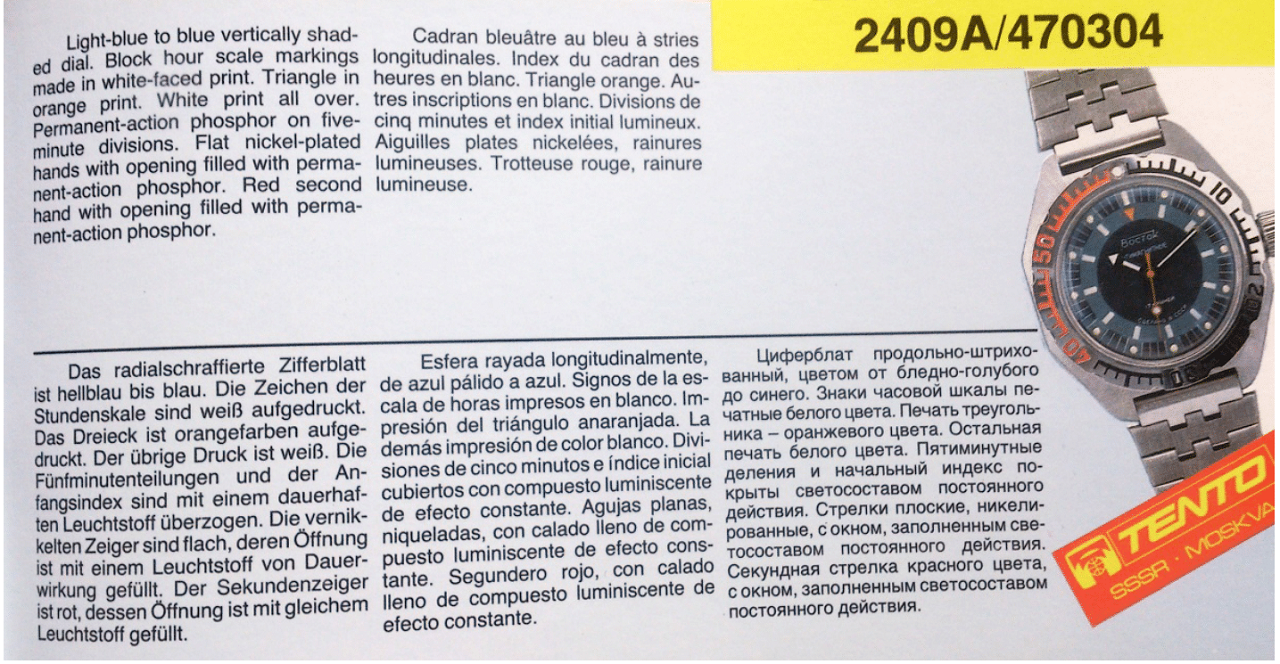 Light-blue to blue vertically shad-
ed dial. Block hour scale markings
made in white-faced print. Triangle in
orange print. White print all over.
Permanent-action phosphor on five-
minute divisions. Flat nickel-plated
hands with opening filled with perma-
nent-action phosphor. Red second
hand with opening filled with perma-
nent-action phosphor.
Cadran bleuâtre au bleu à stries
longitudinales. Index du cadran des
heures en blanc. Triangle orange. Au-
tres inscriptions en blanc. Divisions de
cinq minutes et index initial lumineux.
Aiguilles plates nickelées, rainures
lumineuses. Trotteuse rouge, rainure
lumineuse.
2409A/470304
10
20
30
40
50
Восток
Амфибия
Сделано в СССР
Das radialschraffierte Zifferblatt
ist hellblau bis blau. Die Zeichen der
Stundenskale sind weiß aufgedruckt.
Das Dreieck ist orangefarben aufge-
druckt. Der übrige Druck ist weiß. Die
Fünfminutenteilungen und der An-
fangsindex sind mit einem dauerhaf-
ten Leuchtstoff überzogen. Die vernik-
kelten Zeiger sind flach, deren Öffnung
ist mit einem Leuchtstoff von Dauer-
wirkung gefüllt. Der Sekundenzeiger
ist rot, dessen Öffnung ist mit gleichem
Leuchtstoff gefüllt.
Esfera rayada longitudinalmente,
de azul pálido a azul. Signos de la es-
cala de horas impresos en blanco. Im-
presión del triángulo anaranjada. La
demás impresión de color blanco. Divi-
siones de cinco minutos e índice inicial
cubiertos con compuesto luminiscente
de efecto constante. Agujas planas,
niqueladas, con calado lleno de com-
puesto luminiscente de efecto cons-
tante. Segundero rojo, con calado
lleno de compuesto luminiscente de
efecto constante.
Циферблат продольно-штрихо-
ванный, цветом от бледно-голубого
до синего. Знаки часовой шкалы пе-
чатные белого цвета. Печать треуголь-
ника – оранжевого цвета. Остальная
печать белого цвета. Пятиминутные
деления и начальный индекс по-
крыты светосоставом постоянного
действия. Стрелки плоские, никели-
рованные, с окном, заполненным све-
тосоставом постоянного действия.
Секундная стрелка красного цвета,
с окном, заполненным светосоставом
постоянного действия.
TENTO
SSSR · MOSKVA